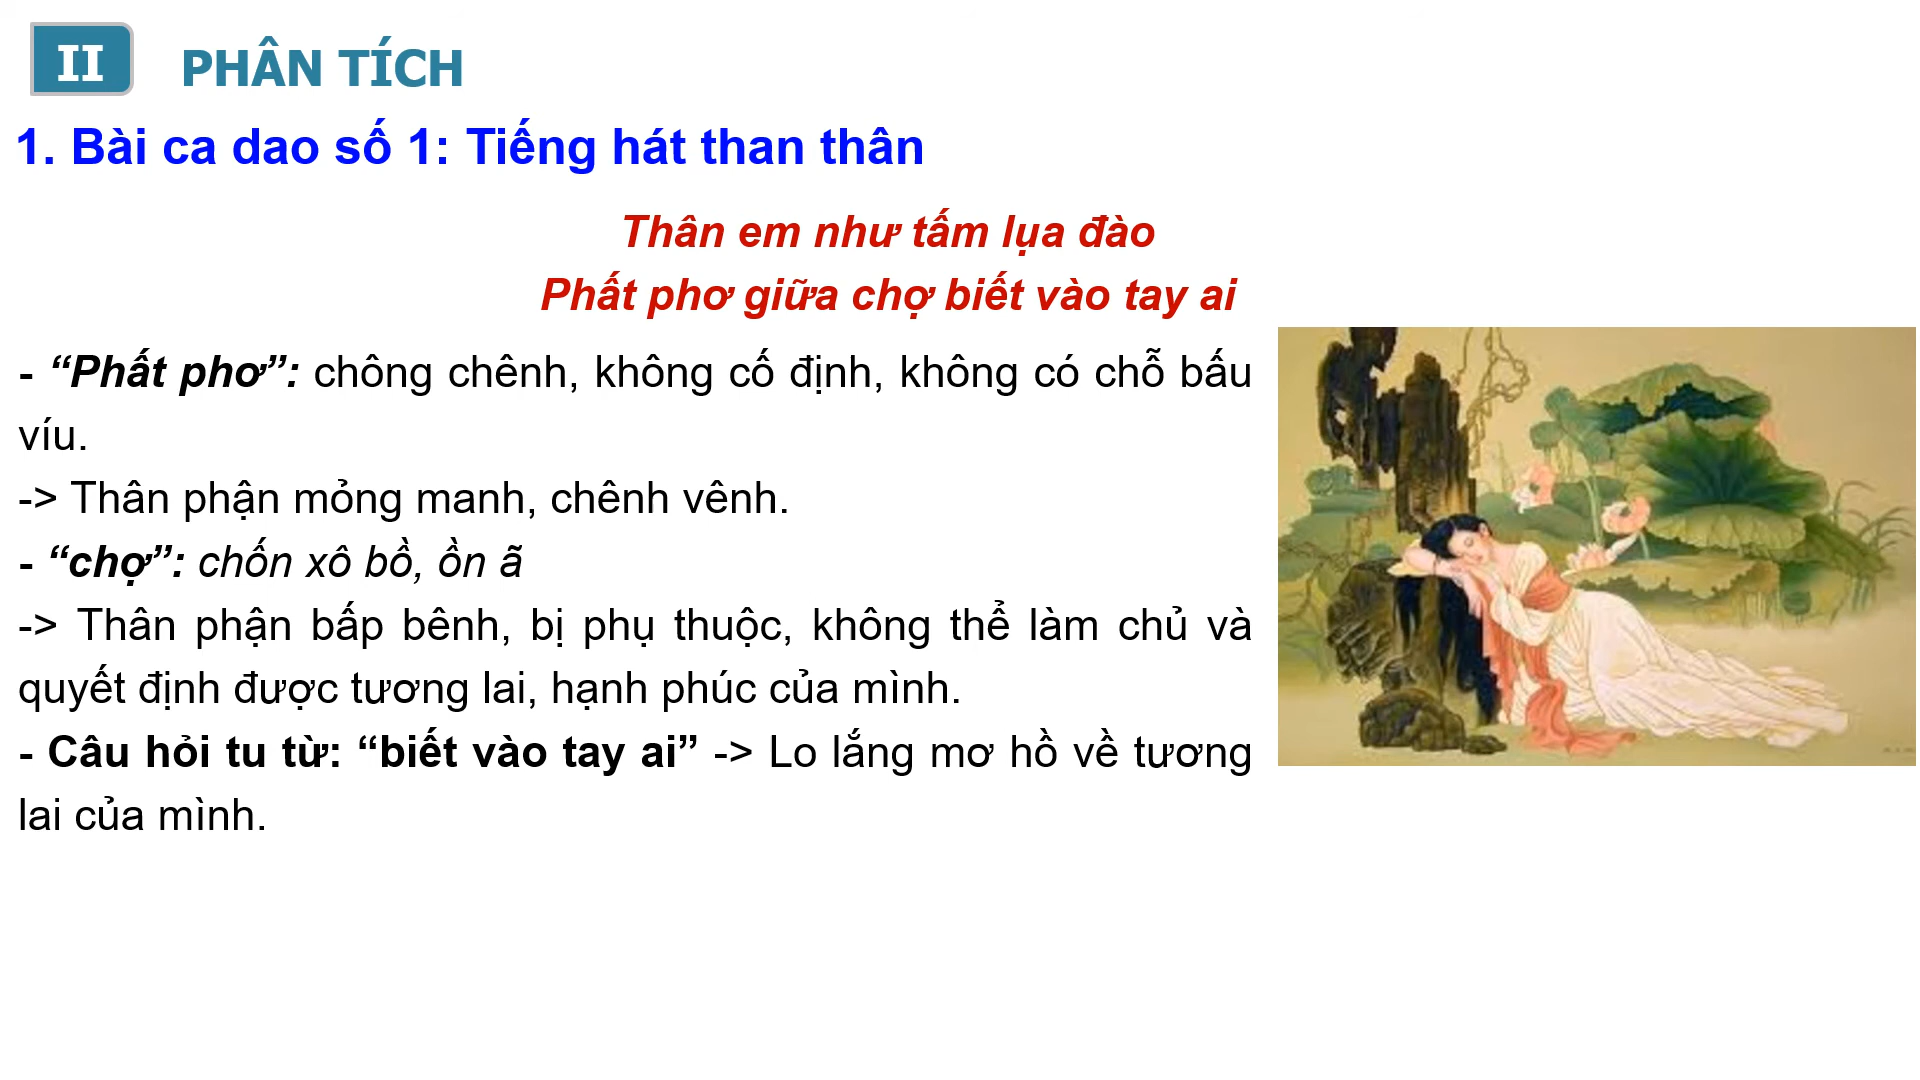 II
PHÂN TÍCH
1. Bài ca dao số 1: Tiếng hát than thân
Thân em như tấm lụa đào
Phất phơ giữa chợ biết vào tay ai
- “Phất phơ”: chông chênh, không cố định, không có chỗ bấu
víu.
-> Thân phận mỏng manh, chênh vênh.
- “chợ”: chốn xô bồ, ồn ã
-> Thân phận bấp bênh, bị phụ thuộc, không thể làm chủ và
quyết định được tương lai, hạnh phúc của mình.
- Câu hỏi tu từ: “biết vào tay ai” -> Lo lắng mơ hồ về tương
lai của mình.